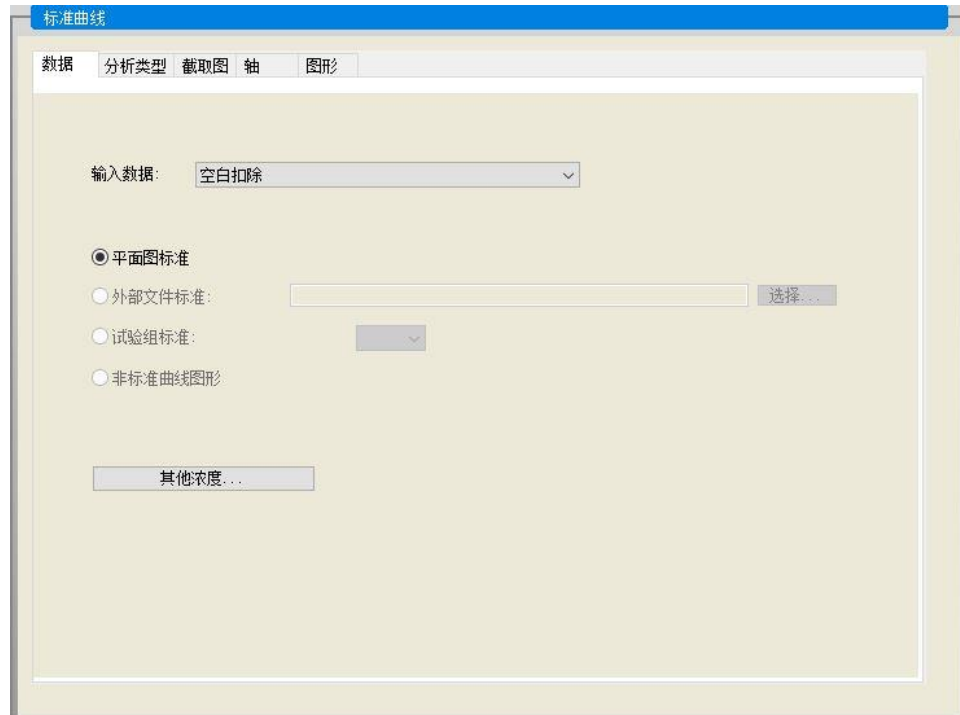 标准曲线
数据 分析类型 截取图 轴 图形
输入数据: 空白扣除
平面图标准
外部文件标准: 选择...
试验组标准:
非标准曲线图形
其他浓度...